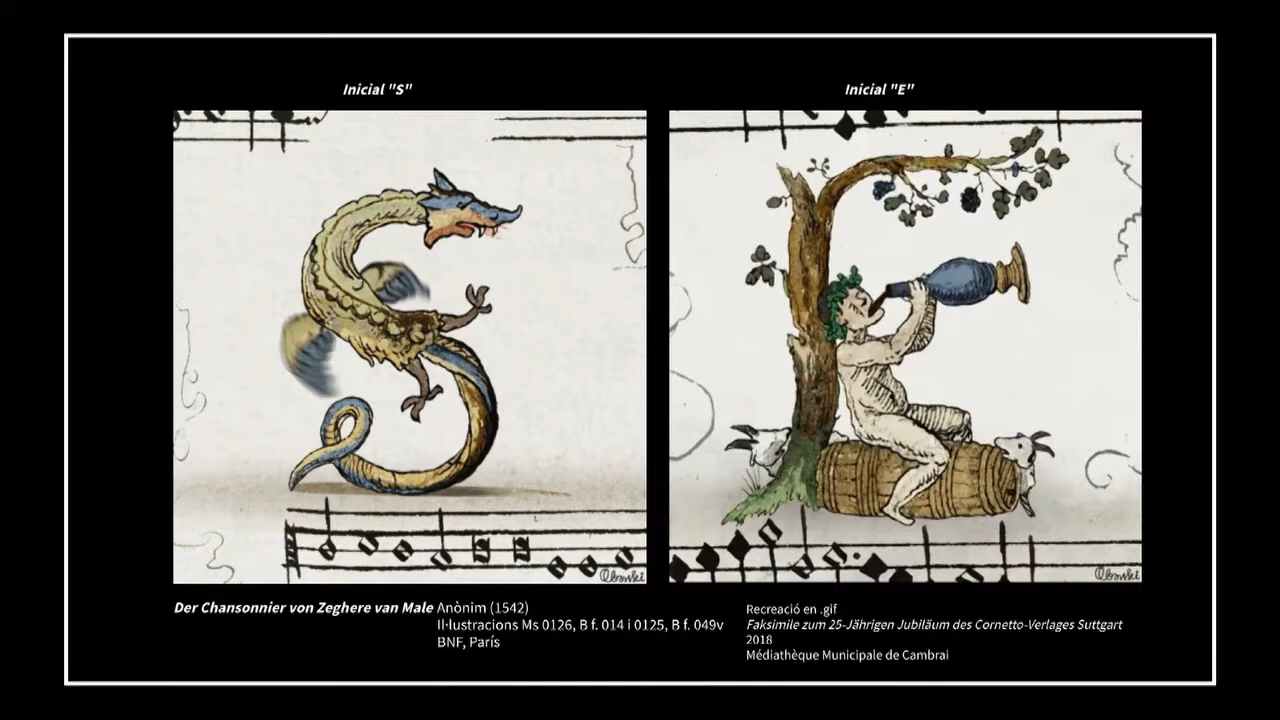 Inicial "S"
Inicial "E"
Der Chansonnier von Zeghere van Male Anònim (1542)
Il·lustracions Ms 0126, B f. 014 i 0125, B f. 049v
BNF, París
Recreació en .gif
Faksimile zum 25-Jährigen Jubiläum des Cornetto-Verlages Suttgart
2018
Médiathèque Municipale de Cambrai